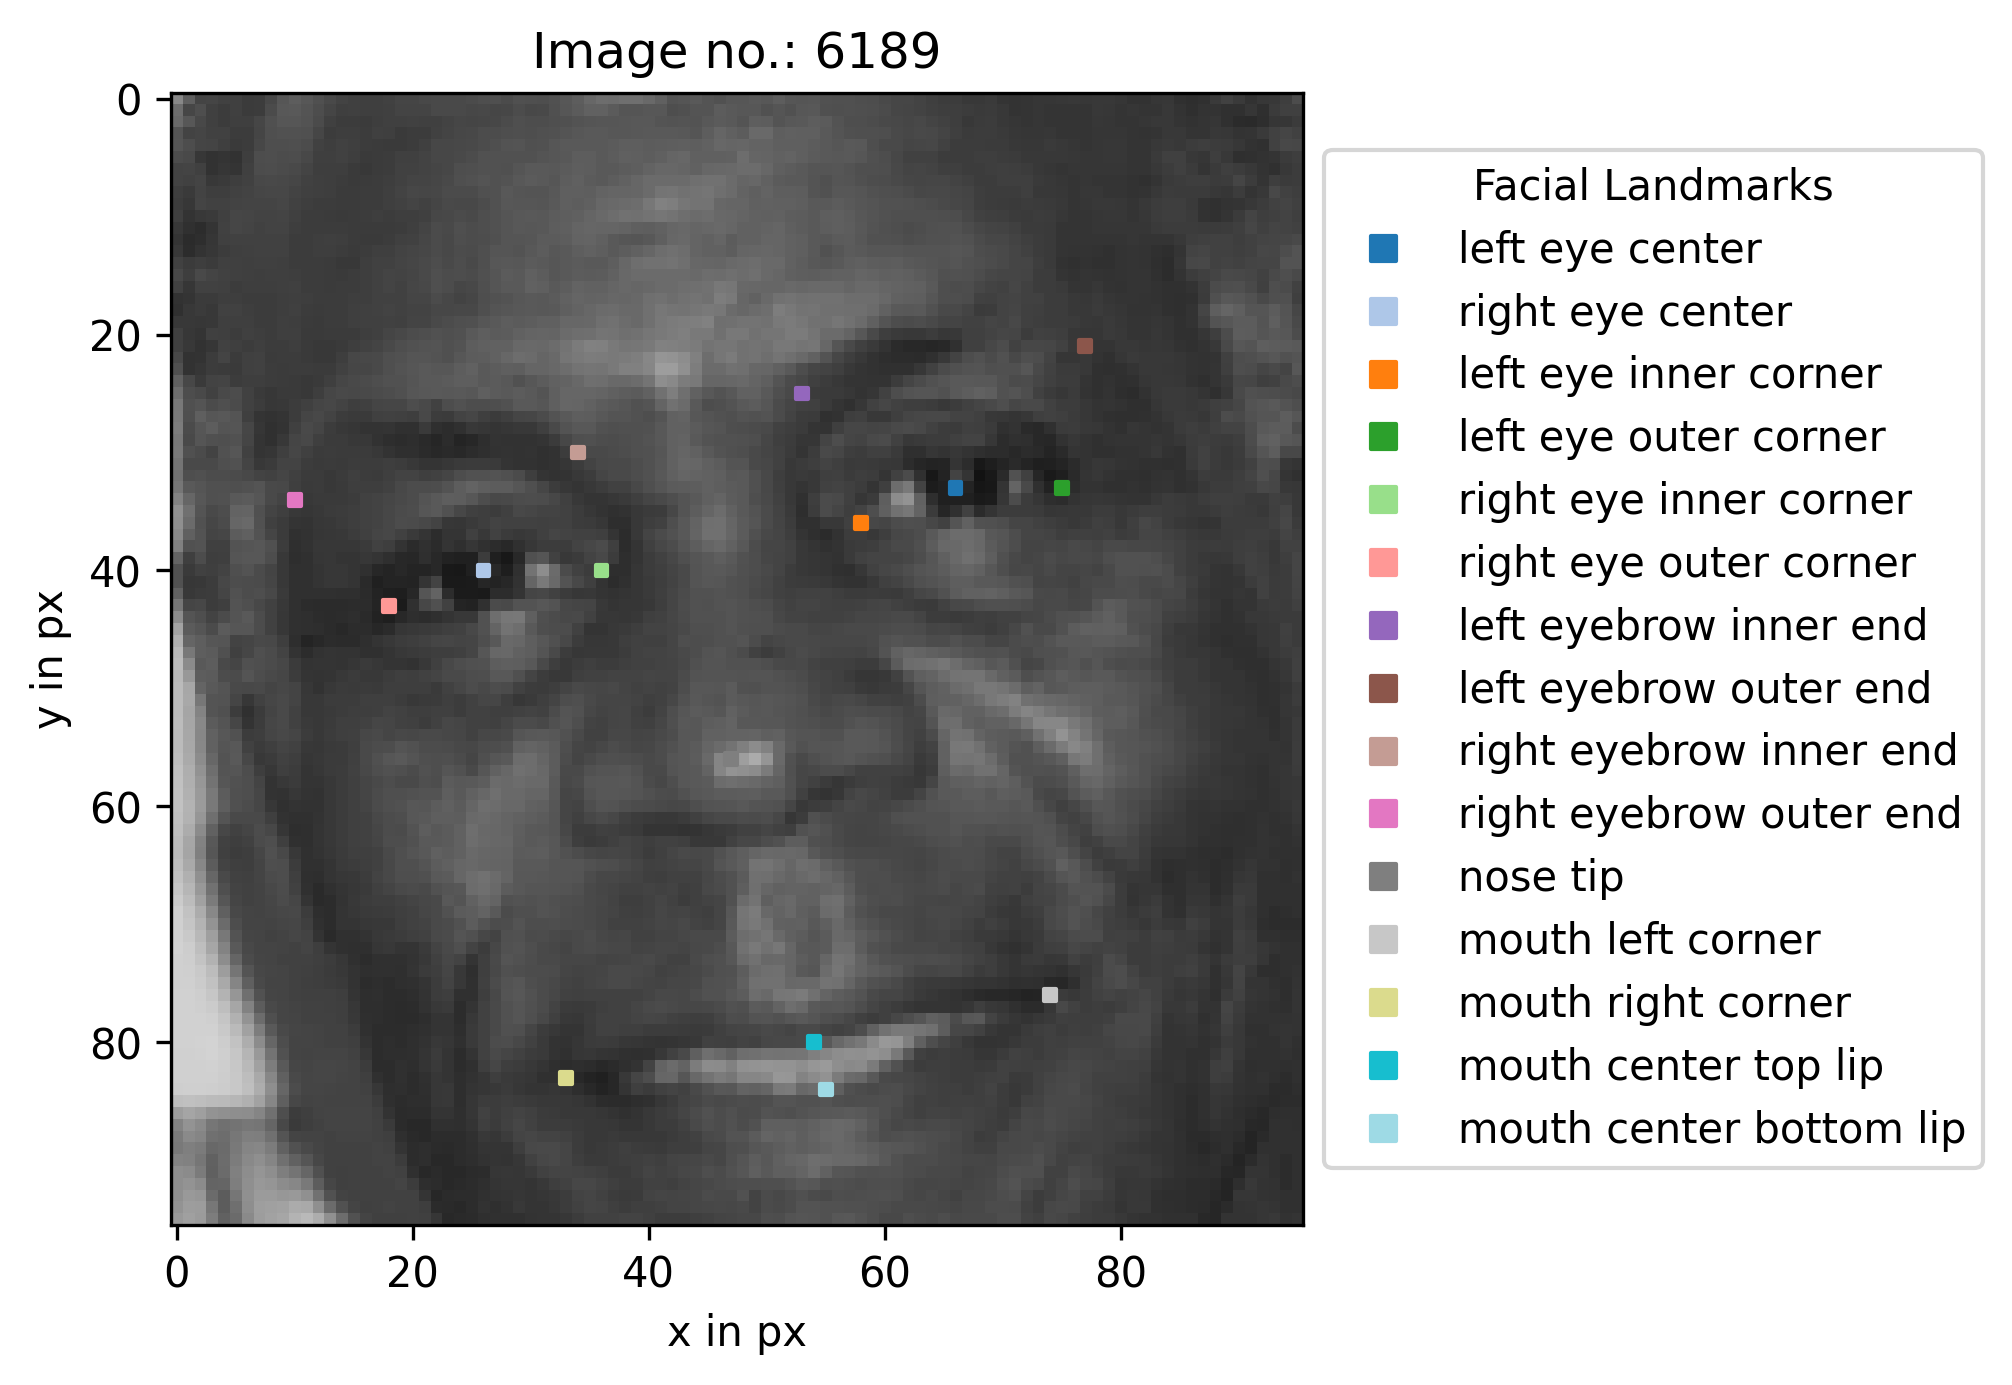 Image no.: 6189
0
20
40
60
80
y in px
0
20
40
60
80
x in px
Facial Landmarks
left eye center
right eye center
left eye inner corner
left eye outer corner
right eye inner corner
right eye outer corner
left eyebrow inner end
left eyebrow outer end
right eyebrow inner end
right eyebrow outer end
nose tip
mouth left corner
mouth right corner
mouth center top lip
mouth center bottom lip